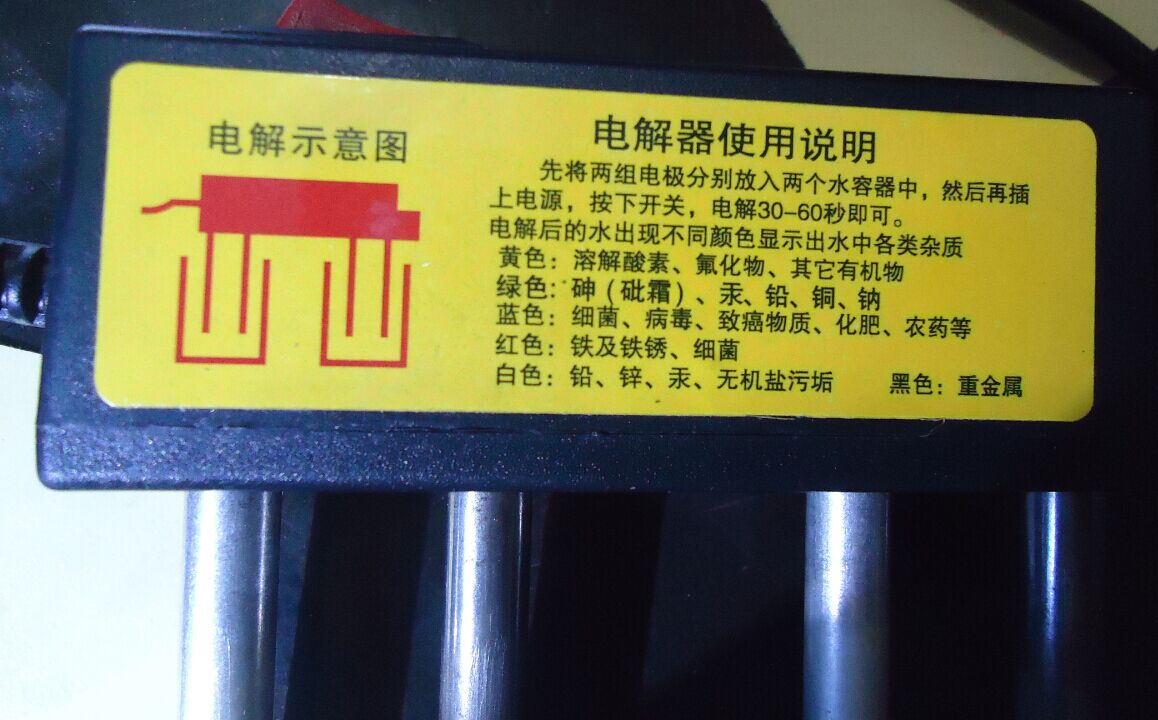 电解示意图
电解器使用说明
先将两组电极分别放入两个水容器中，然后再插
上电源，按下开关，电解30-60秒即可。
电解后的水出现不同颜色显示出水中各类杂质
黄色：溶解酸素、氟化物、其它有机物
绿色：砷（砒霜）、汞、铅、铜、钠
蓝色：细菌、病毒、致癌物质、化肥、农药等
红色：铁及铁锈、细菌
白色：铅、锌、汞、无机盐污垢 黑色：重金属